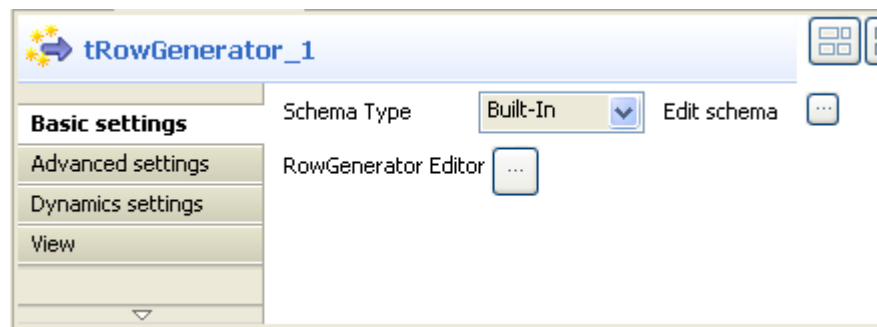 tRowGenerator_1
Basic settings
Schema Type Built-In Edit schema ...
Advanced settings
RowGenerator Editor ...
Dynamics settings
View